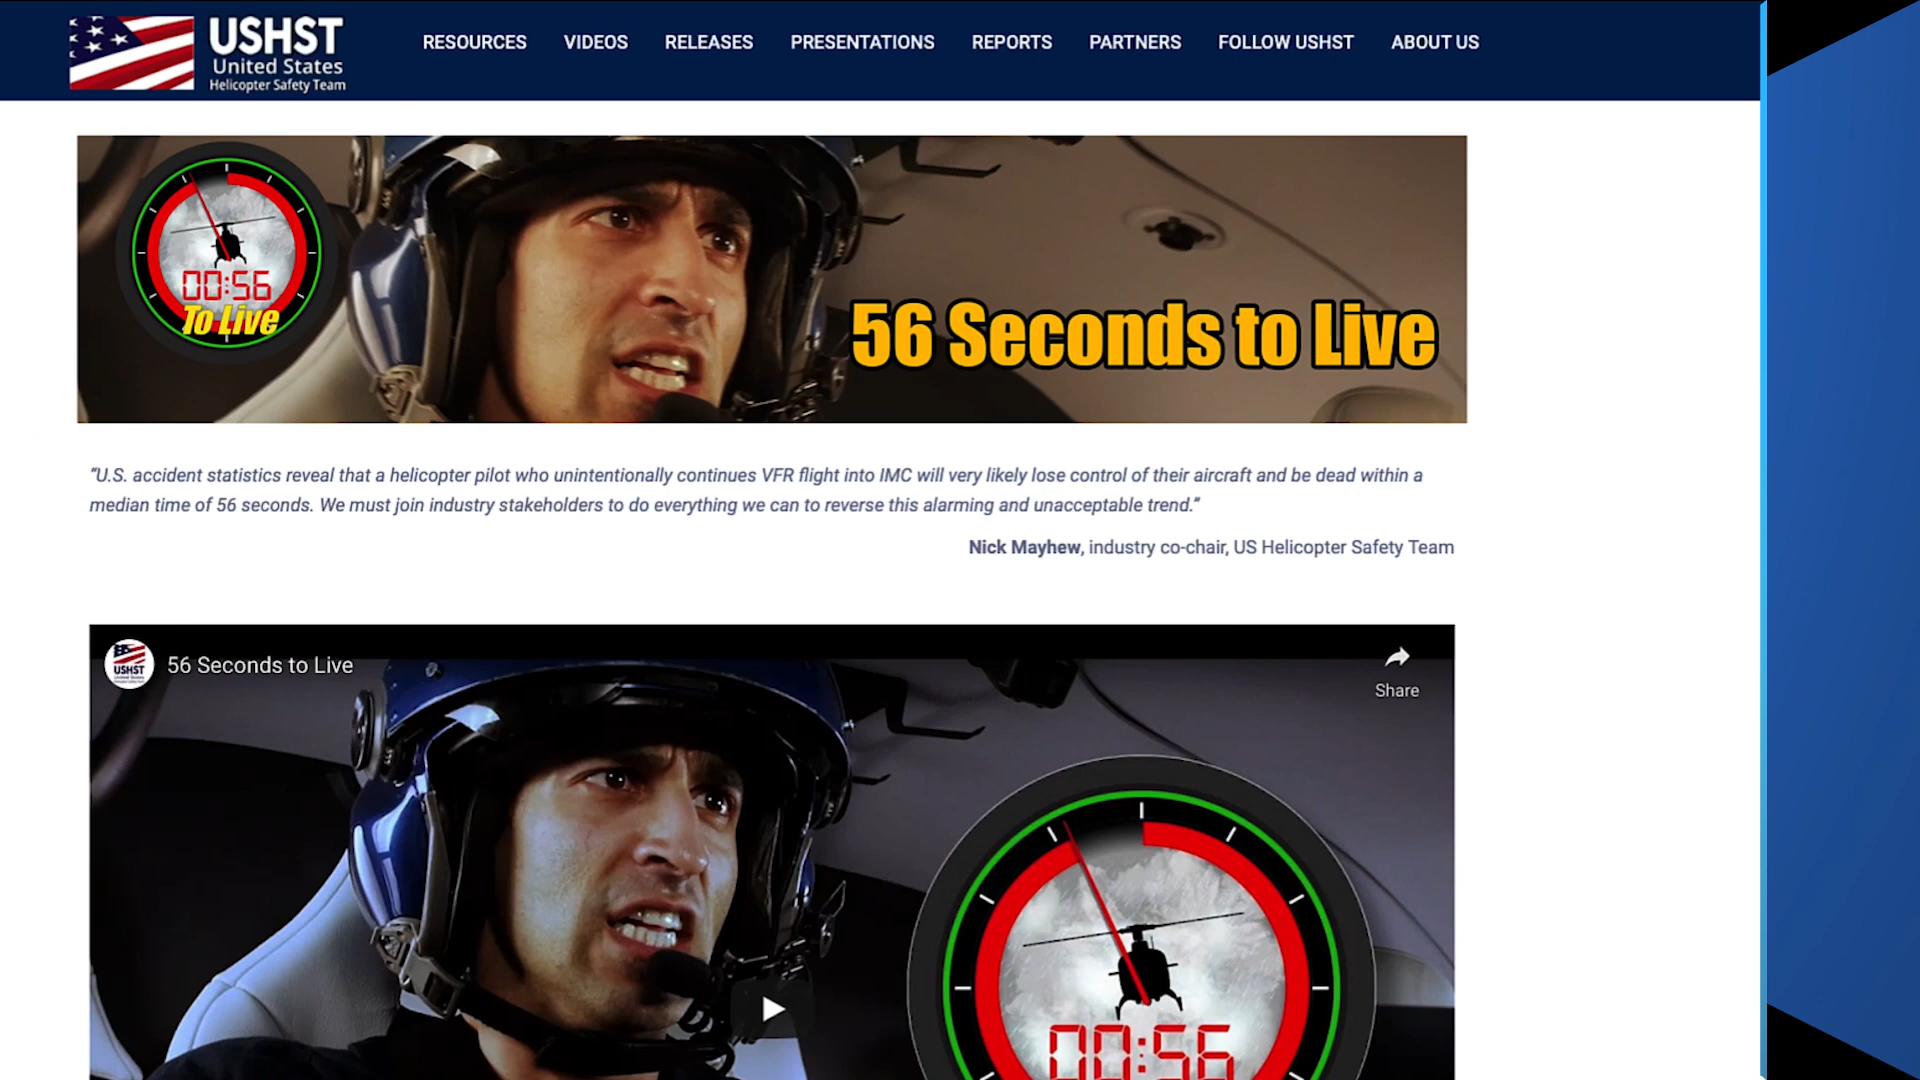 USHST
United States
Helicopter Safety Team
RESOURCES VIDEOS RELEASES PRESENTATIONS REPORTS PARTNERS FOLLOW USHST ABOUT US
00:56
To Live
56 Seconds to Live
“U.S. accident statistics reveal that a helicopter pilot who unintentionally continues VFR flight into IMC will very likely lose control of their aircraft and be dead within a
median time of 56 seconds. We must join industry stakeholders to do everything we can to reverse this alarming and unacceptable trend.”
Nick Mayhew, industry co-chair, US Helicopter Safety Team
USHST
56 Seconds to Live
Share
00:56